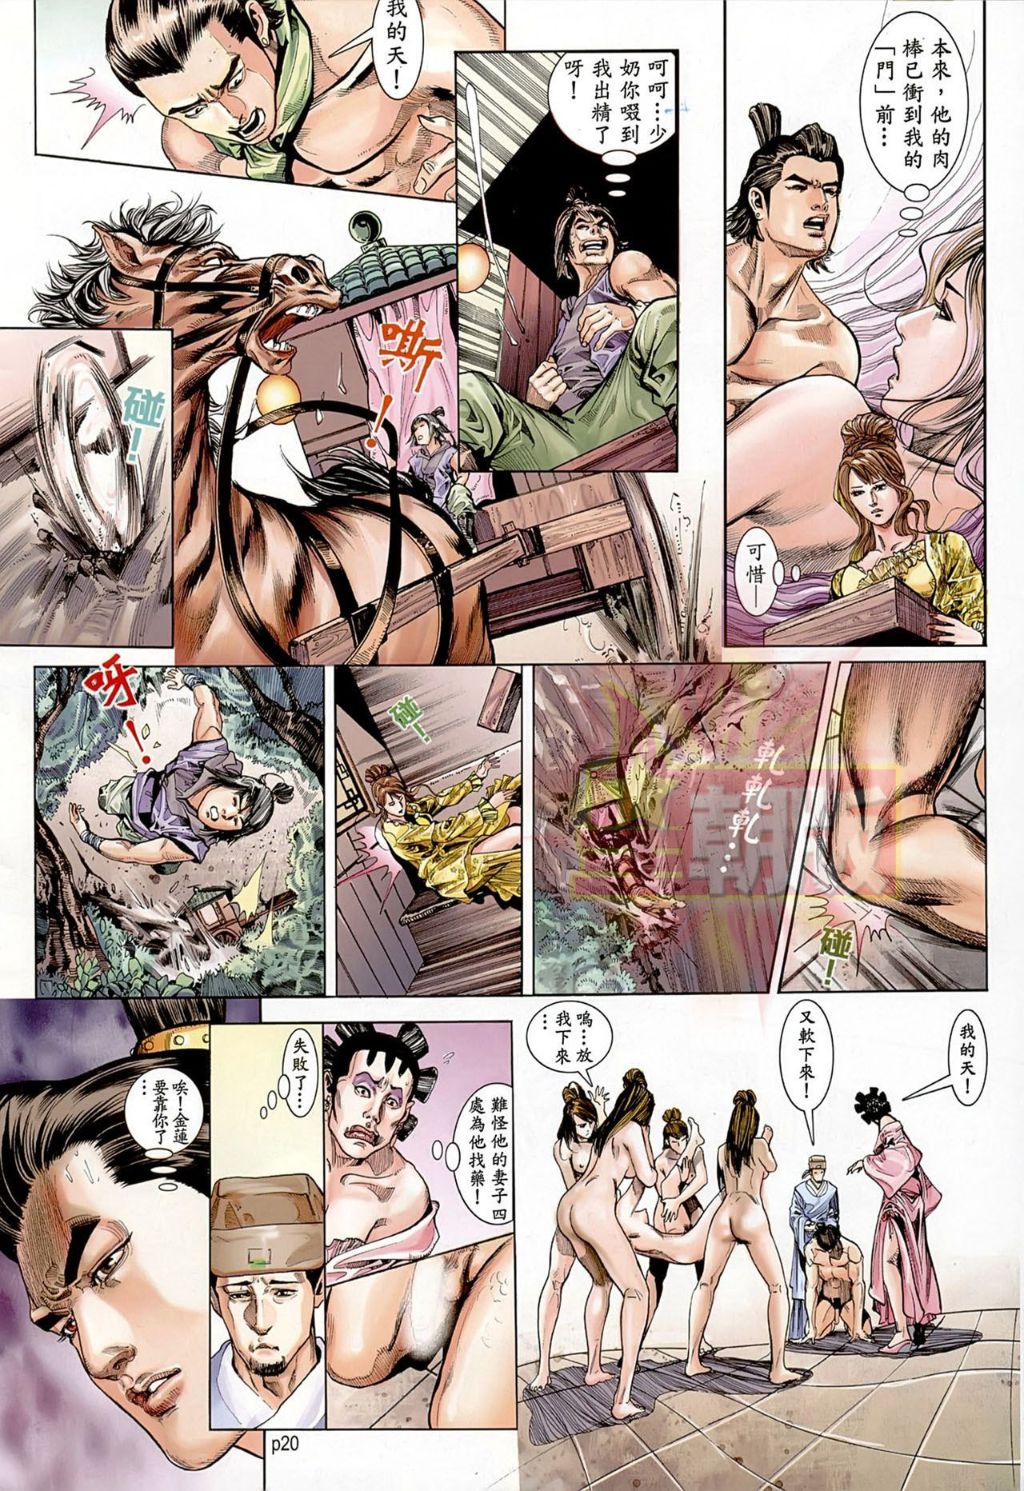 本來，他的肉
棒已衝到我的
「門」前…
可惜—
呵呵…少
奶你啜到
我出精了
呀！
我的天！
嘶！
碰！
碰！
軋軋軋…
碰！
呀！
我的天！
又軟下來！
嗚…放
我下來
…
難怪他的妻子四
處為他找藥！
失敗了…
唉！金蓮
要靠你了
…
p20